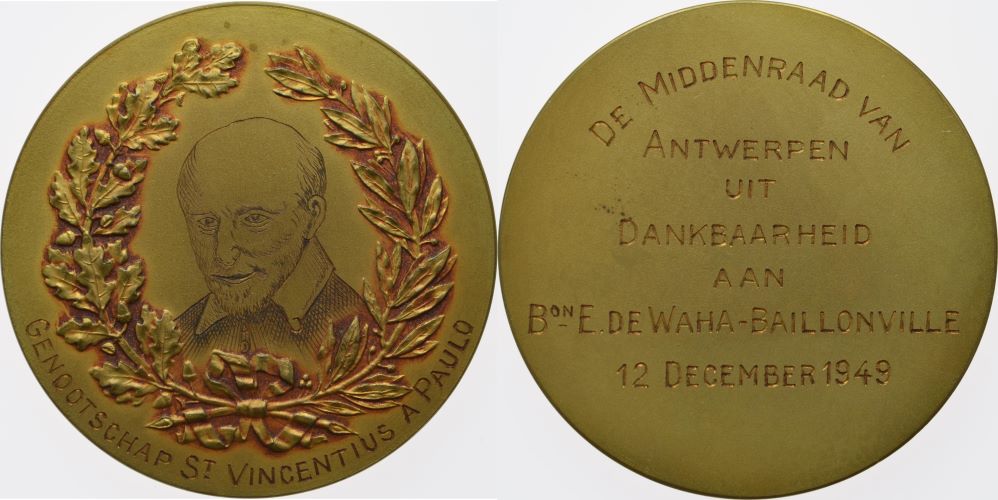 GENOOTSCHAP ST VINCENTIUS A PAULO
DE MIDDENRAAD VAN
ANTWERPEN
UIT
DANKBAARHEID
AAN
BON E. DE WAHA-BAILLONVILLE
12 DECEMBER 1949